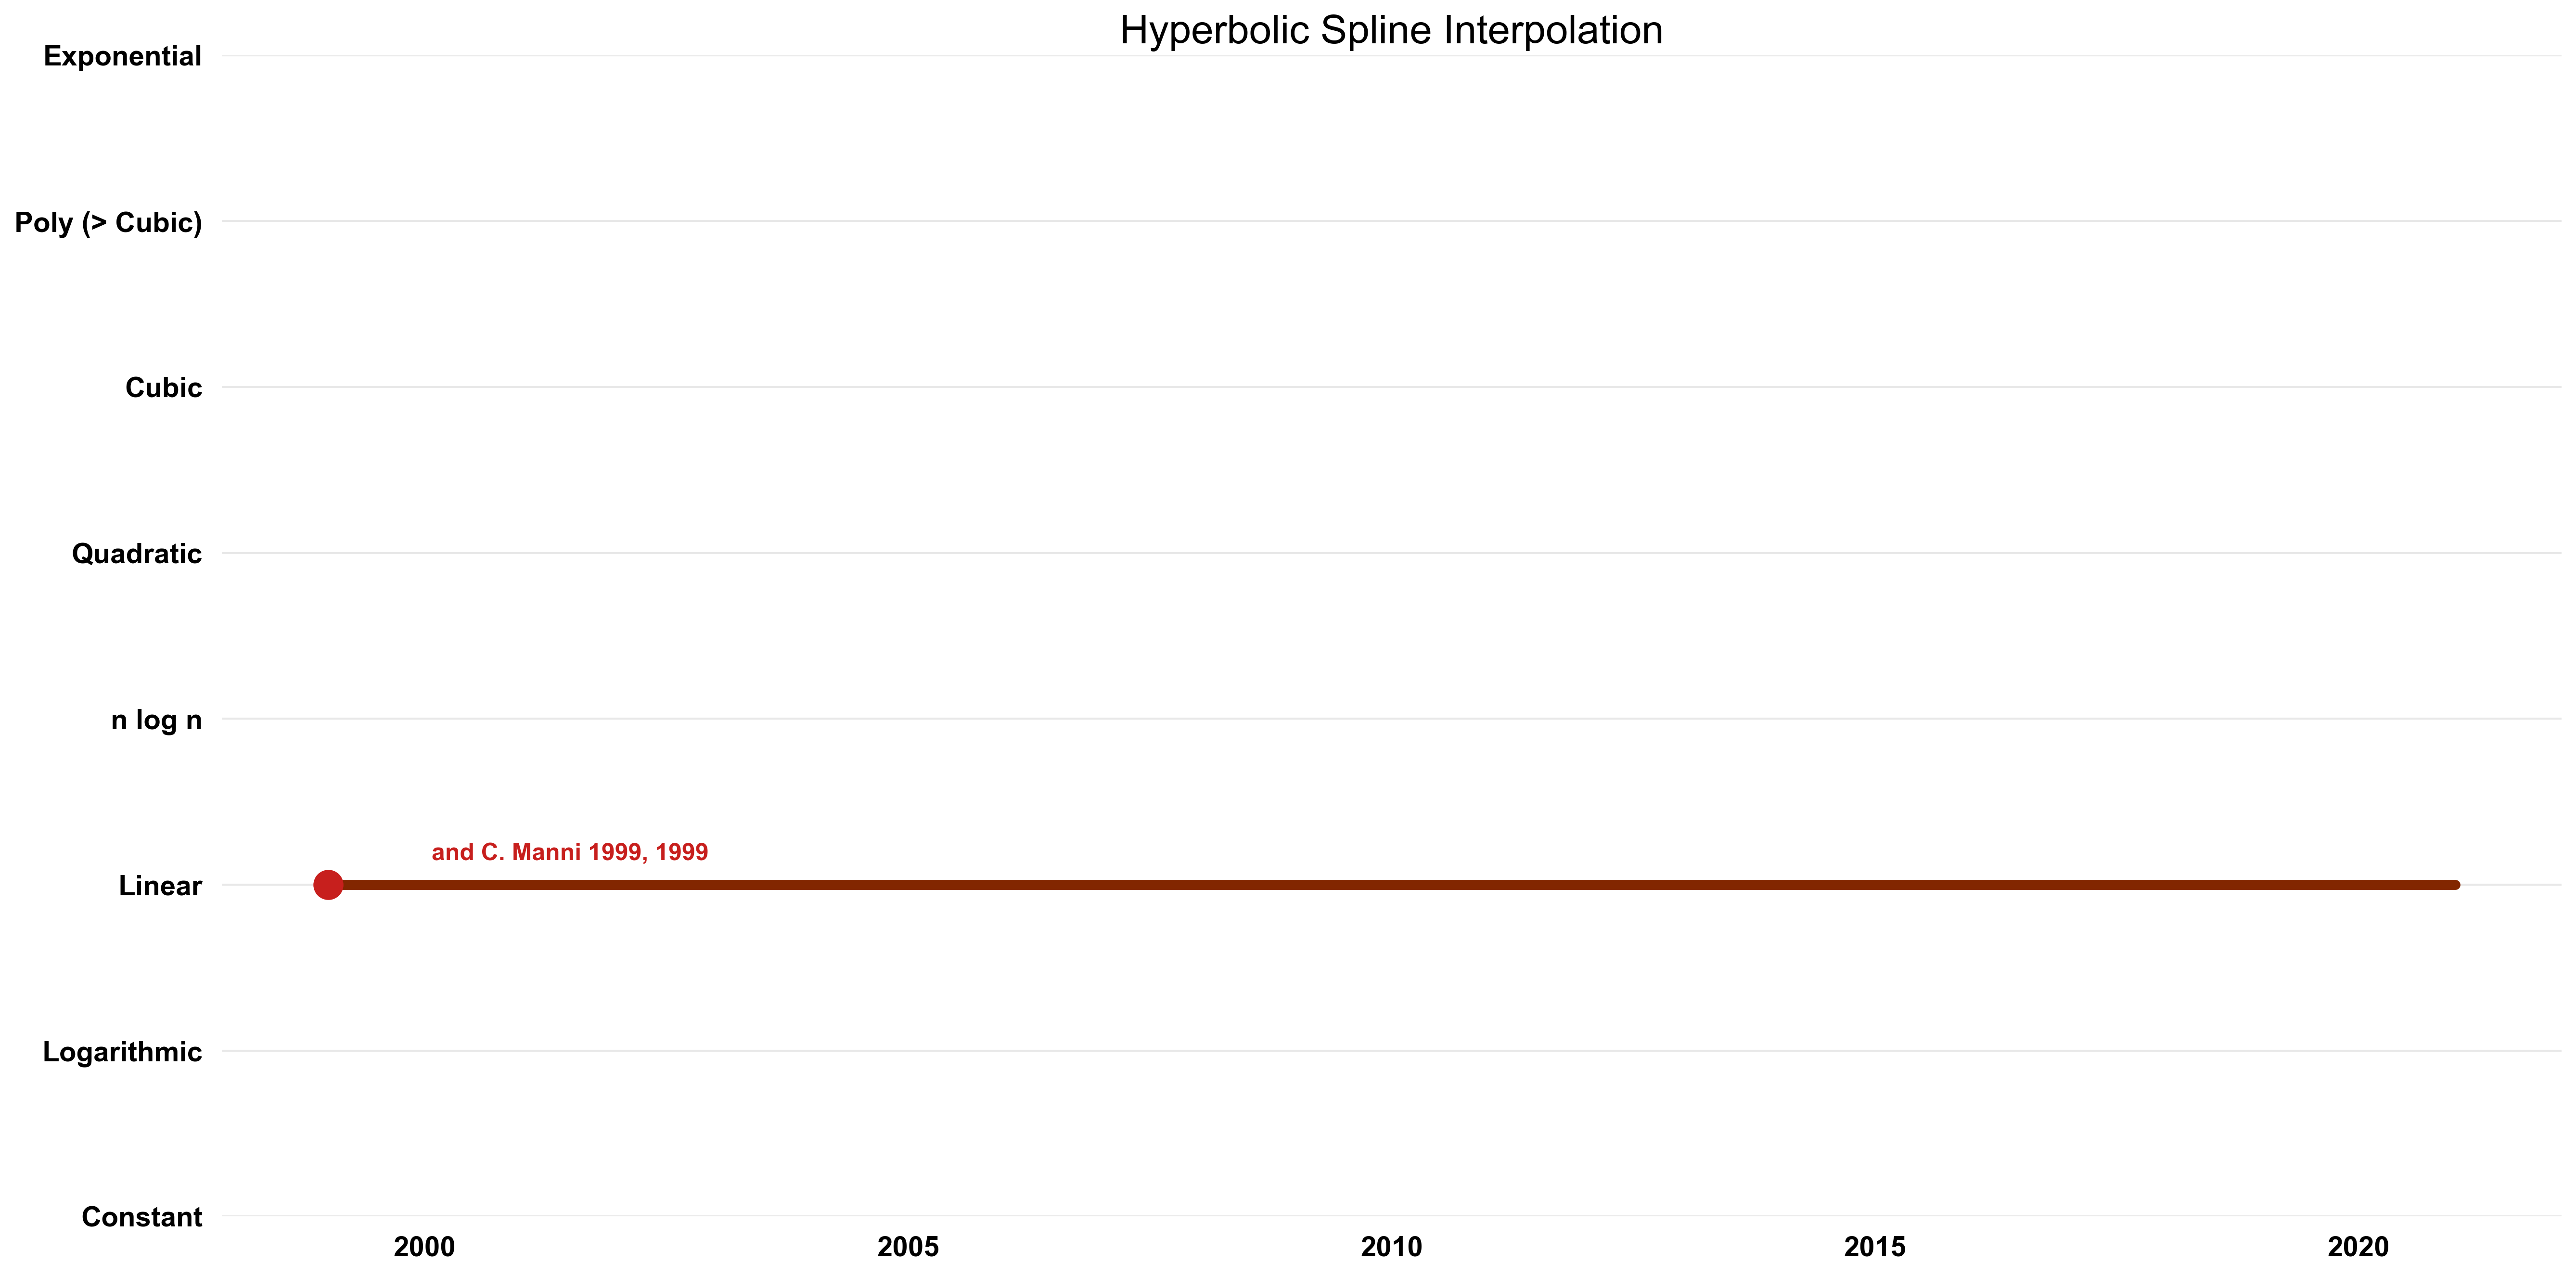 Hyperbolic Spline Interpolation
Exponential
Poly (> Cubic)
Cubic
Quadratic
n log n
and C. Manni 1999, 1999
Linear
Logarithmic
Constant
2000 2005 2010 2015 2020